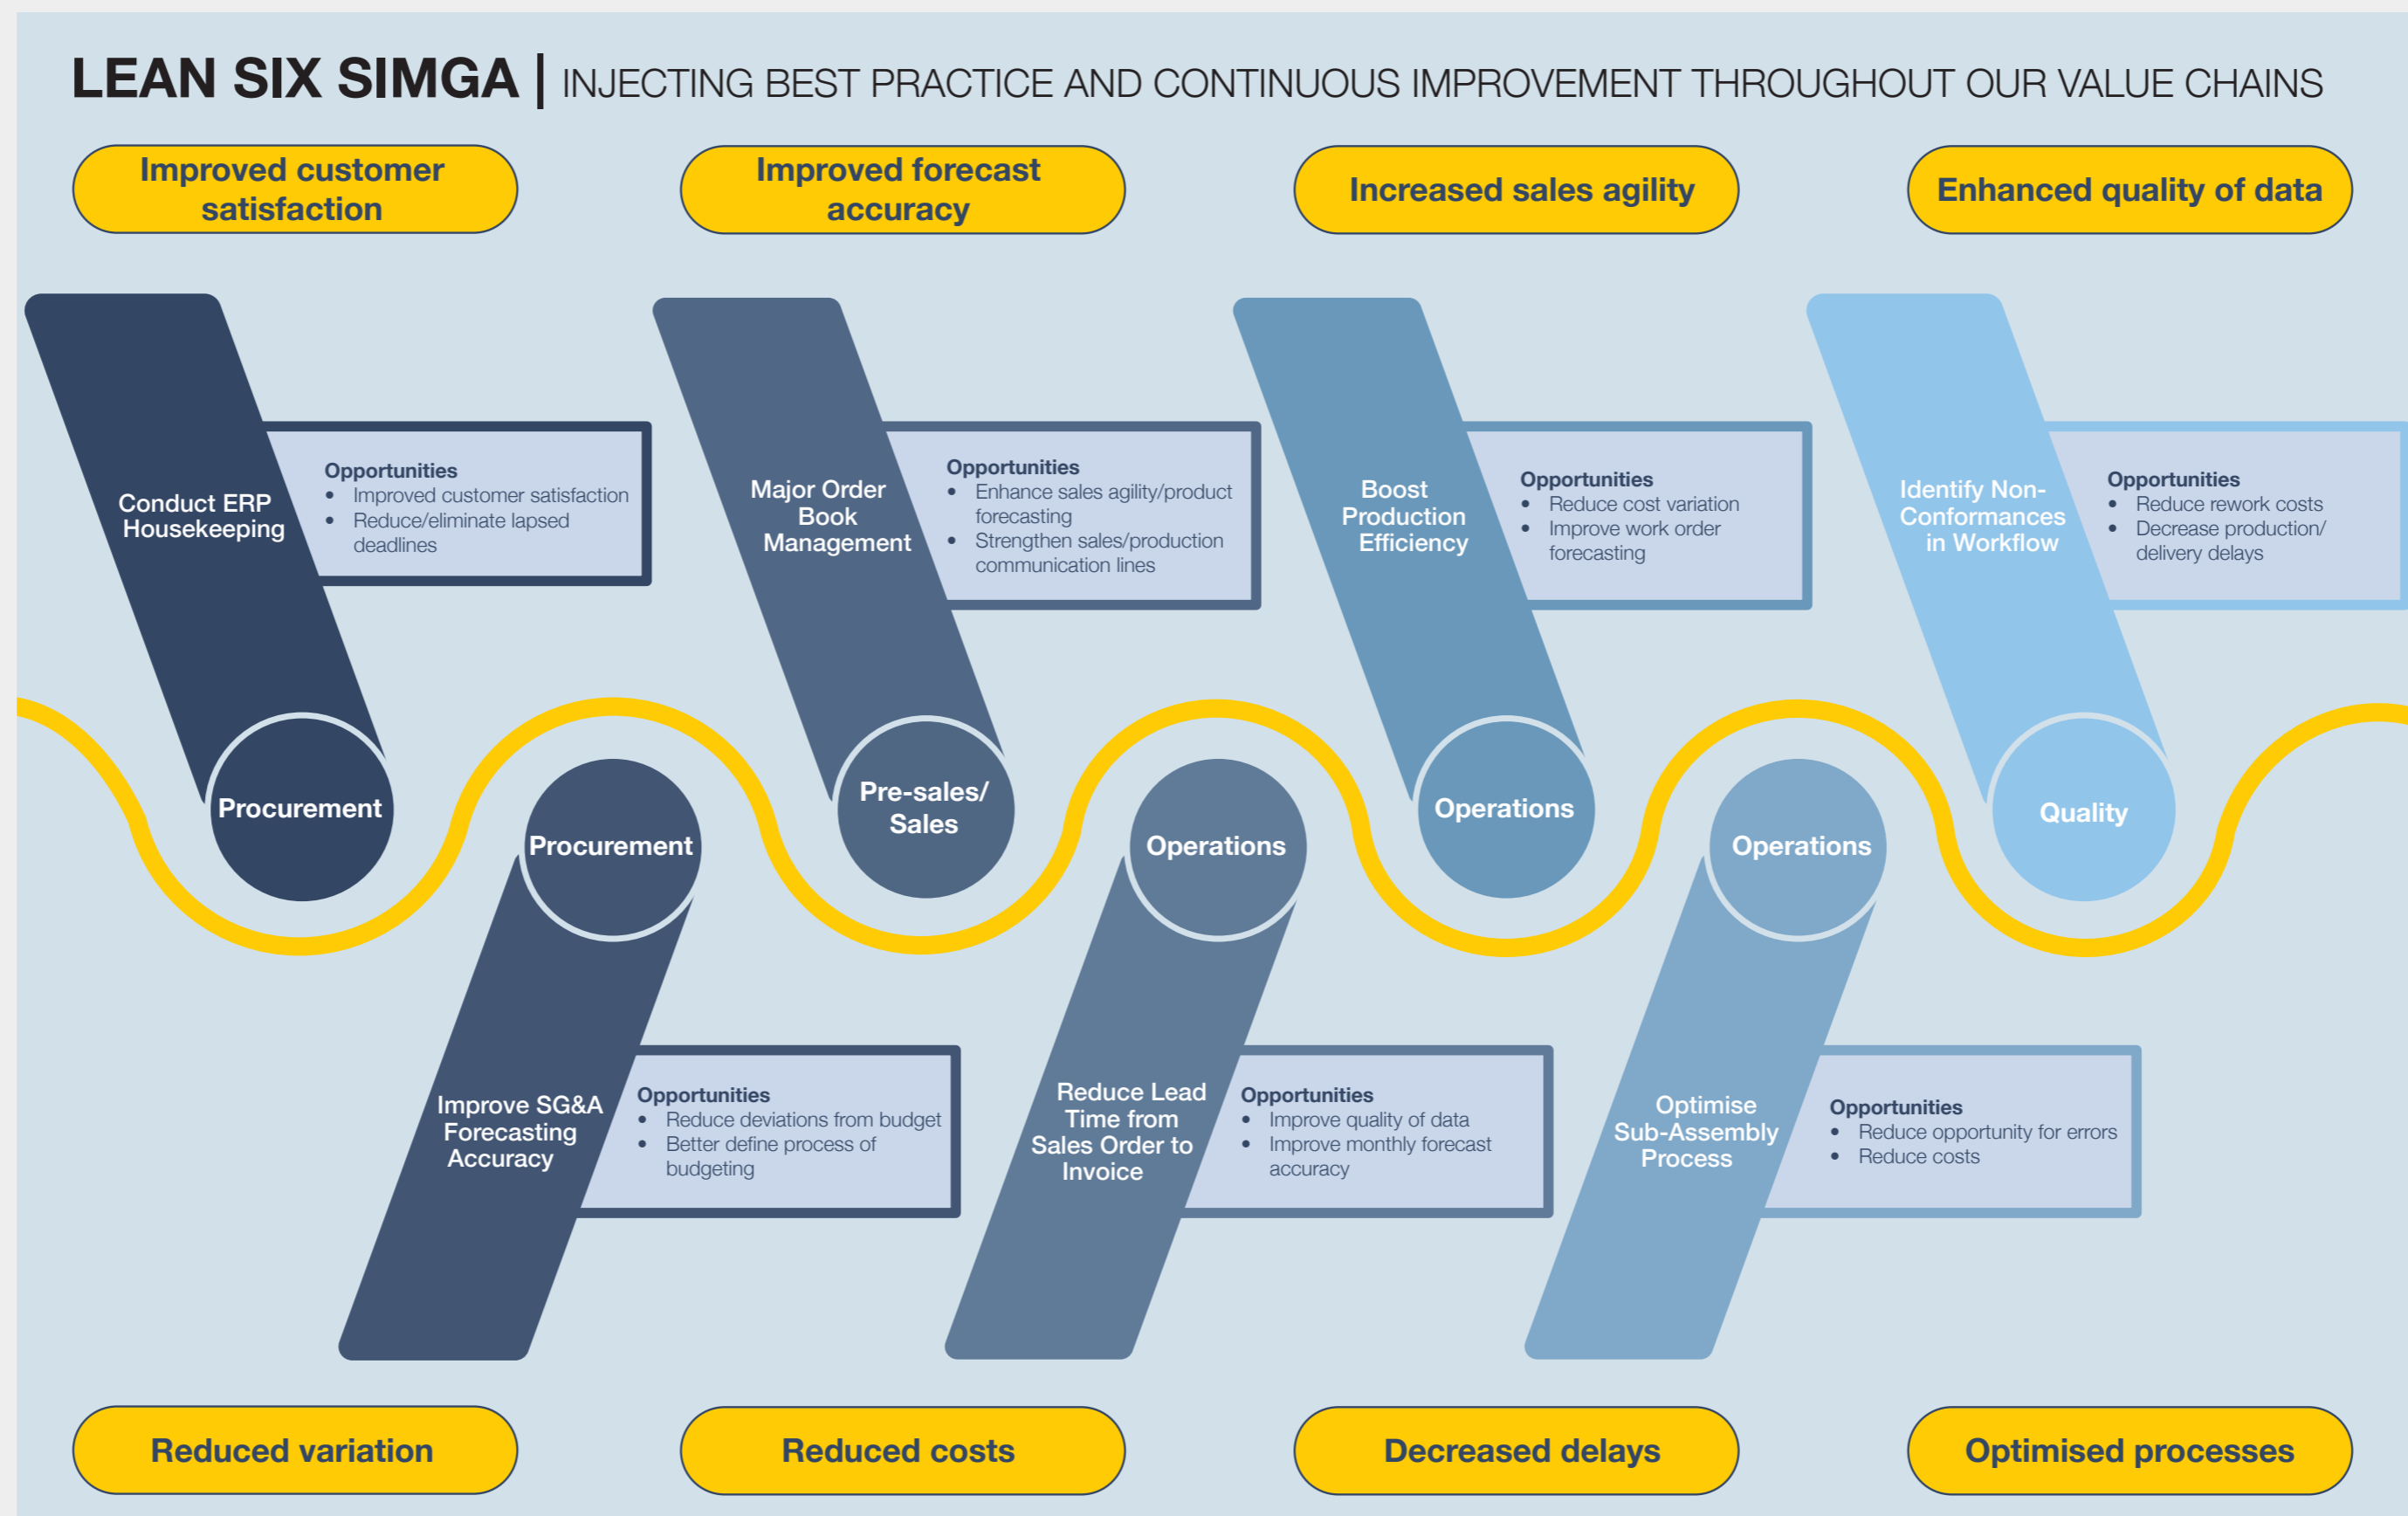 LEAN SIX SIMGA | INJECTING BEST PRACTICE AND CONTINUOUS IMPROVEMENT THROUGHOUT OUR VALUE CHAINS
Improved customer
satisfaction
Improved forecast
accuracy
Increased sales agility
Enhanced quality of data
Conduct ERP
Housekeeping
Opportunities
• Improved customer satisfaction
• Reduce/eliminate lapsed
deadlines
Major Order
Book
Management
Opportunities
• Enhance sales agility/product
forecasting
• Strengthen sales/production
communication lines
Boost
Production
Efficiency
Opportunities
• Reduce cost variation
• Improve work order
forecasting
Identify Non-
Conformances
in Workflow
Opportunities
• Reduce rework costs
• Decrease production/
delivery delays
Procurement
Procurement
Pre-sales/
Sales
Operations
Operations
Operations
Quality
Improve SG&A
Forecasting
Accuracy
Opportunities
• Reduce deviations from budget
• Better define process of
budgeting
Reduce Lead
Time from
Sales Order to
Invoice
Opportunities
• Improve quality of data
• Improve monthly forecast
accuracy
Optimise
Sub-Assembly
Process
Opportunities
• Reduce opportunity for errors
• Reduce costs
Reduced variation
Reduced costs
Decreased delays
Optimised processes